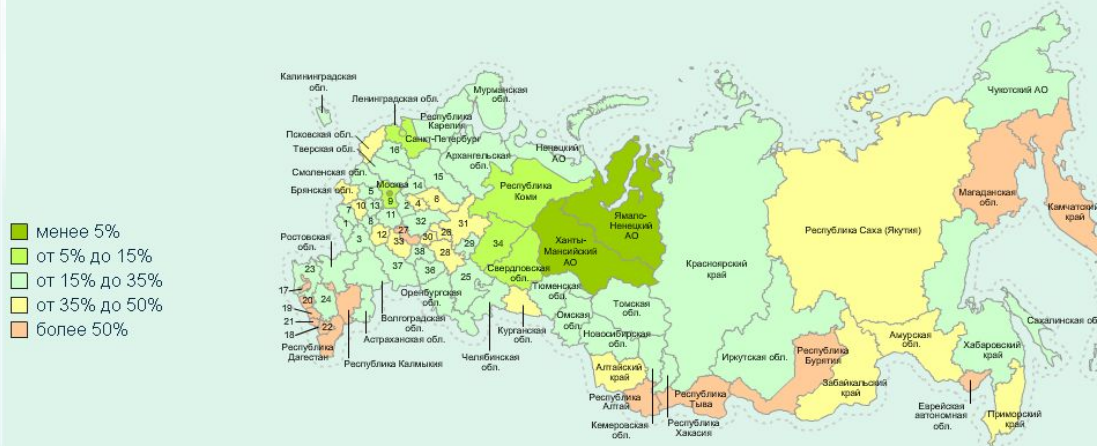 менее 5%
от 5% до 15%
от 15% до 35%
от 35% до 50%
более 50%
Калининградская
обл.
Ленинградская обл.
Мурманская
обл.
Республика
Карелия
Псковская обл.
Санкт-Петербург
Тверская обл.
16
Архангельская
обл.
Ненецкий
АО
Смоленская обл.
Москва
14
15
Брянская обл.
5
10
13
9
2
4
6
Республика
Коми
Ямало-
Ненецкий
АО
7
8
11
1
32
31
27
12
33
30
26
3
38
28
29
34
Ханты-
Мансийский
АО
Ростовская
обл.
37
36
Свердловская
обл.
23
25
17
20
24
Оренбургская
обл.
Тюменская
обл.
19
21
22
18
Волгоградская
обл.
Омская
обл.
Томская
обл.
Астраханская обл.
Курганская
обл.
Новосибирская
обл.
Республика
Дагестан
Республика Калмыкия
Челябинская
обл.
Алтайский
край
Республика
Алтай
Кемеровская
обл.
Республика
Хакасия
Республика
Тыва
Красноярский
край
Иркутская обл.
Республика
Бурятия
Забайкальский
край
Республика Саха (Якутия)
Амурская
обл.
Чукотский АО
Магаданская
обл.
Камчатский
край
Сахалинская об
Хабаровский
край
Еврейская
автономная
обл.
Приморский
край